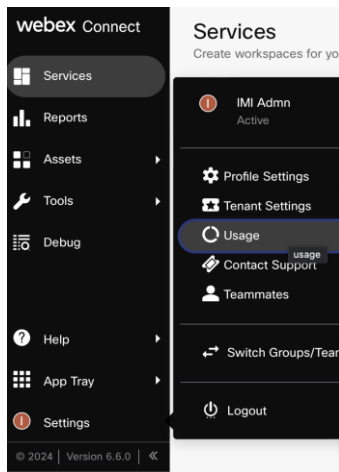 webex Connect
Services
Reports
Assets
Tools
Debug
Help
App Tray
Settings
© 2024 | Version 6.6.0
Services
Create workspaces for yo
I
IMI Admn
Active
Profile Settings
Tenant Settings
Usage
usage
Contact Support
Teammates
Switch Groups/Tear
Logout
I